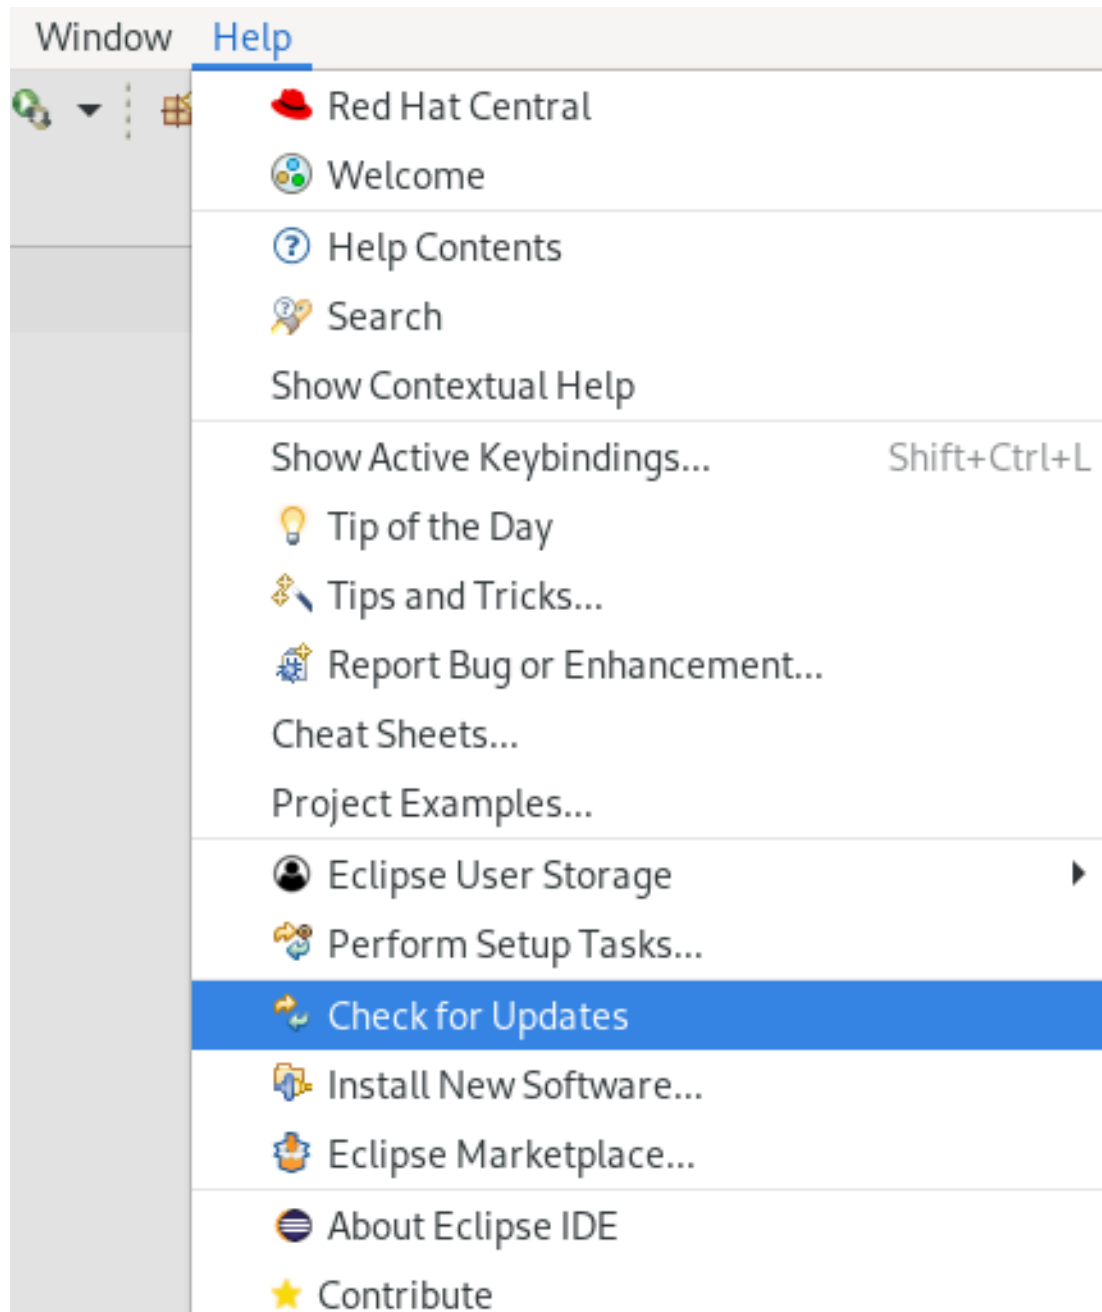 Window Help
Red Hat Central
Welcome
Help Contents
Search
Show Contextual Help
Show Active Keybindings... Shift+Ctrl+L
Tip of the Day
Tips and Tricks...
Report Bug or Enhancement...
Cheat Sheets...
Project Examples...
Eclipse User Storage
Perform Setup Tasks...
Check for Updates
Install New Software...
Eclipse Marketplace...
About Eclipse IDE
Contribute